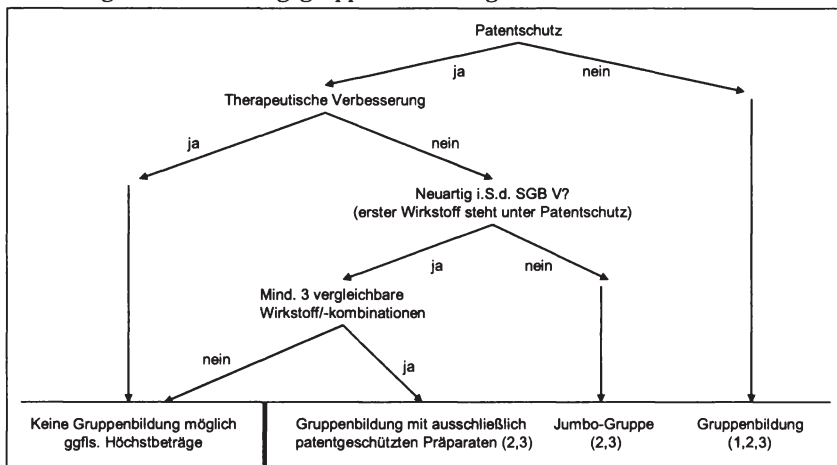 Patentschutz
ja
nein
Therapeutische Verbesserung
ja
nein
Neuartig i.S.d. SGB V?
(erster Wirkstoff steht unter Patentschutz)
ja
nein
Mind. 3 vergleichbare
Wirkstoff/-kombinationen
nein
ja
Keine Gruppenbildung möglich
ggfls. Höchstbeträge
Gruppenbildung mit ausschließlich
patentgeschützten Präparaten (2,3)
Jumbo-Gruppe
(2,3)
Gruppenbildung
(1,2,3)